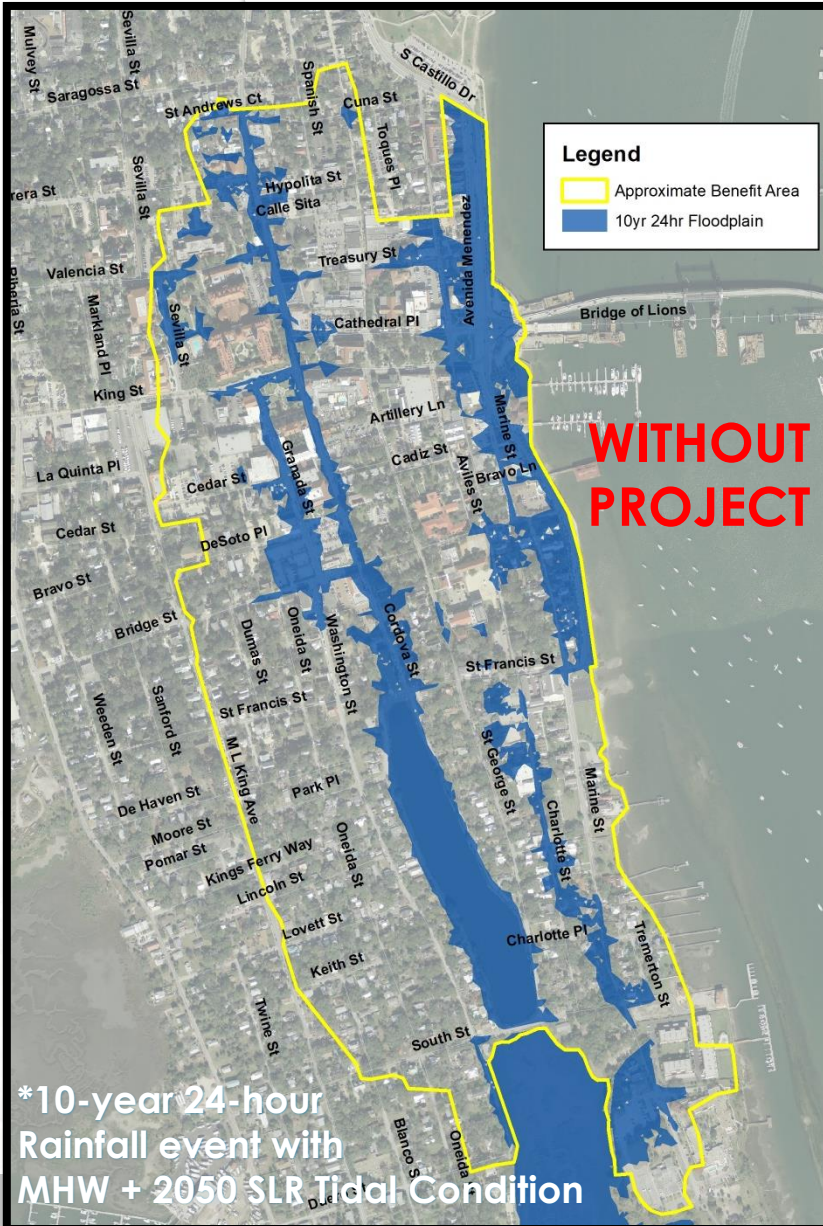 Mulvey St
Sevilla St
Saragossa St
St Andrews Ct
Spanish St
Cuna St
S Castillo Dr
Toques Pl
Legend
Approximate Benefit Area
10yr 24hr Floodplain
rera St
Sevilla St
Hypolita St
Calle Sita
Avenida Menendez
Valencia St
Treasury St
Riberia St
Markland Pl
Sevilla St
Cathedral Pl
Bridge of Lions
King St
Artillery Ln
Marine St
WITHOUT
PROJECT
La Quinta Pl
Cedar St
Granada St
Cadiz St
Aviles St
Bravo Ln
Cedar St
DeSoto Pl
Bravo St
Bridge St
Dumas St
Oneida St
Washington St
Cordova St
St Francis St
Weeden St
Sanford St
St Francis St
M L King Ave
St George St
Marine St
De Haven St
Park Pl
Moore St
Pomar St
Kings Ferry Way
Oneida St
Charlotte St
Lincoln St
Lovett St
Charlotte Pl
Tremerton St
Keith St
Twine St
South St
*10-year 24-hour
Rainfall event with
MHW + 2050 SLR Tidal Condition
Blanco S
Oneida